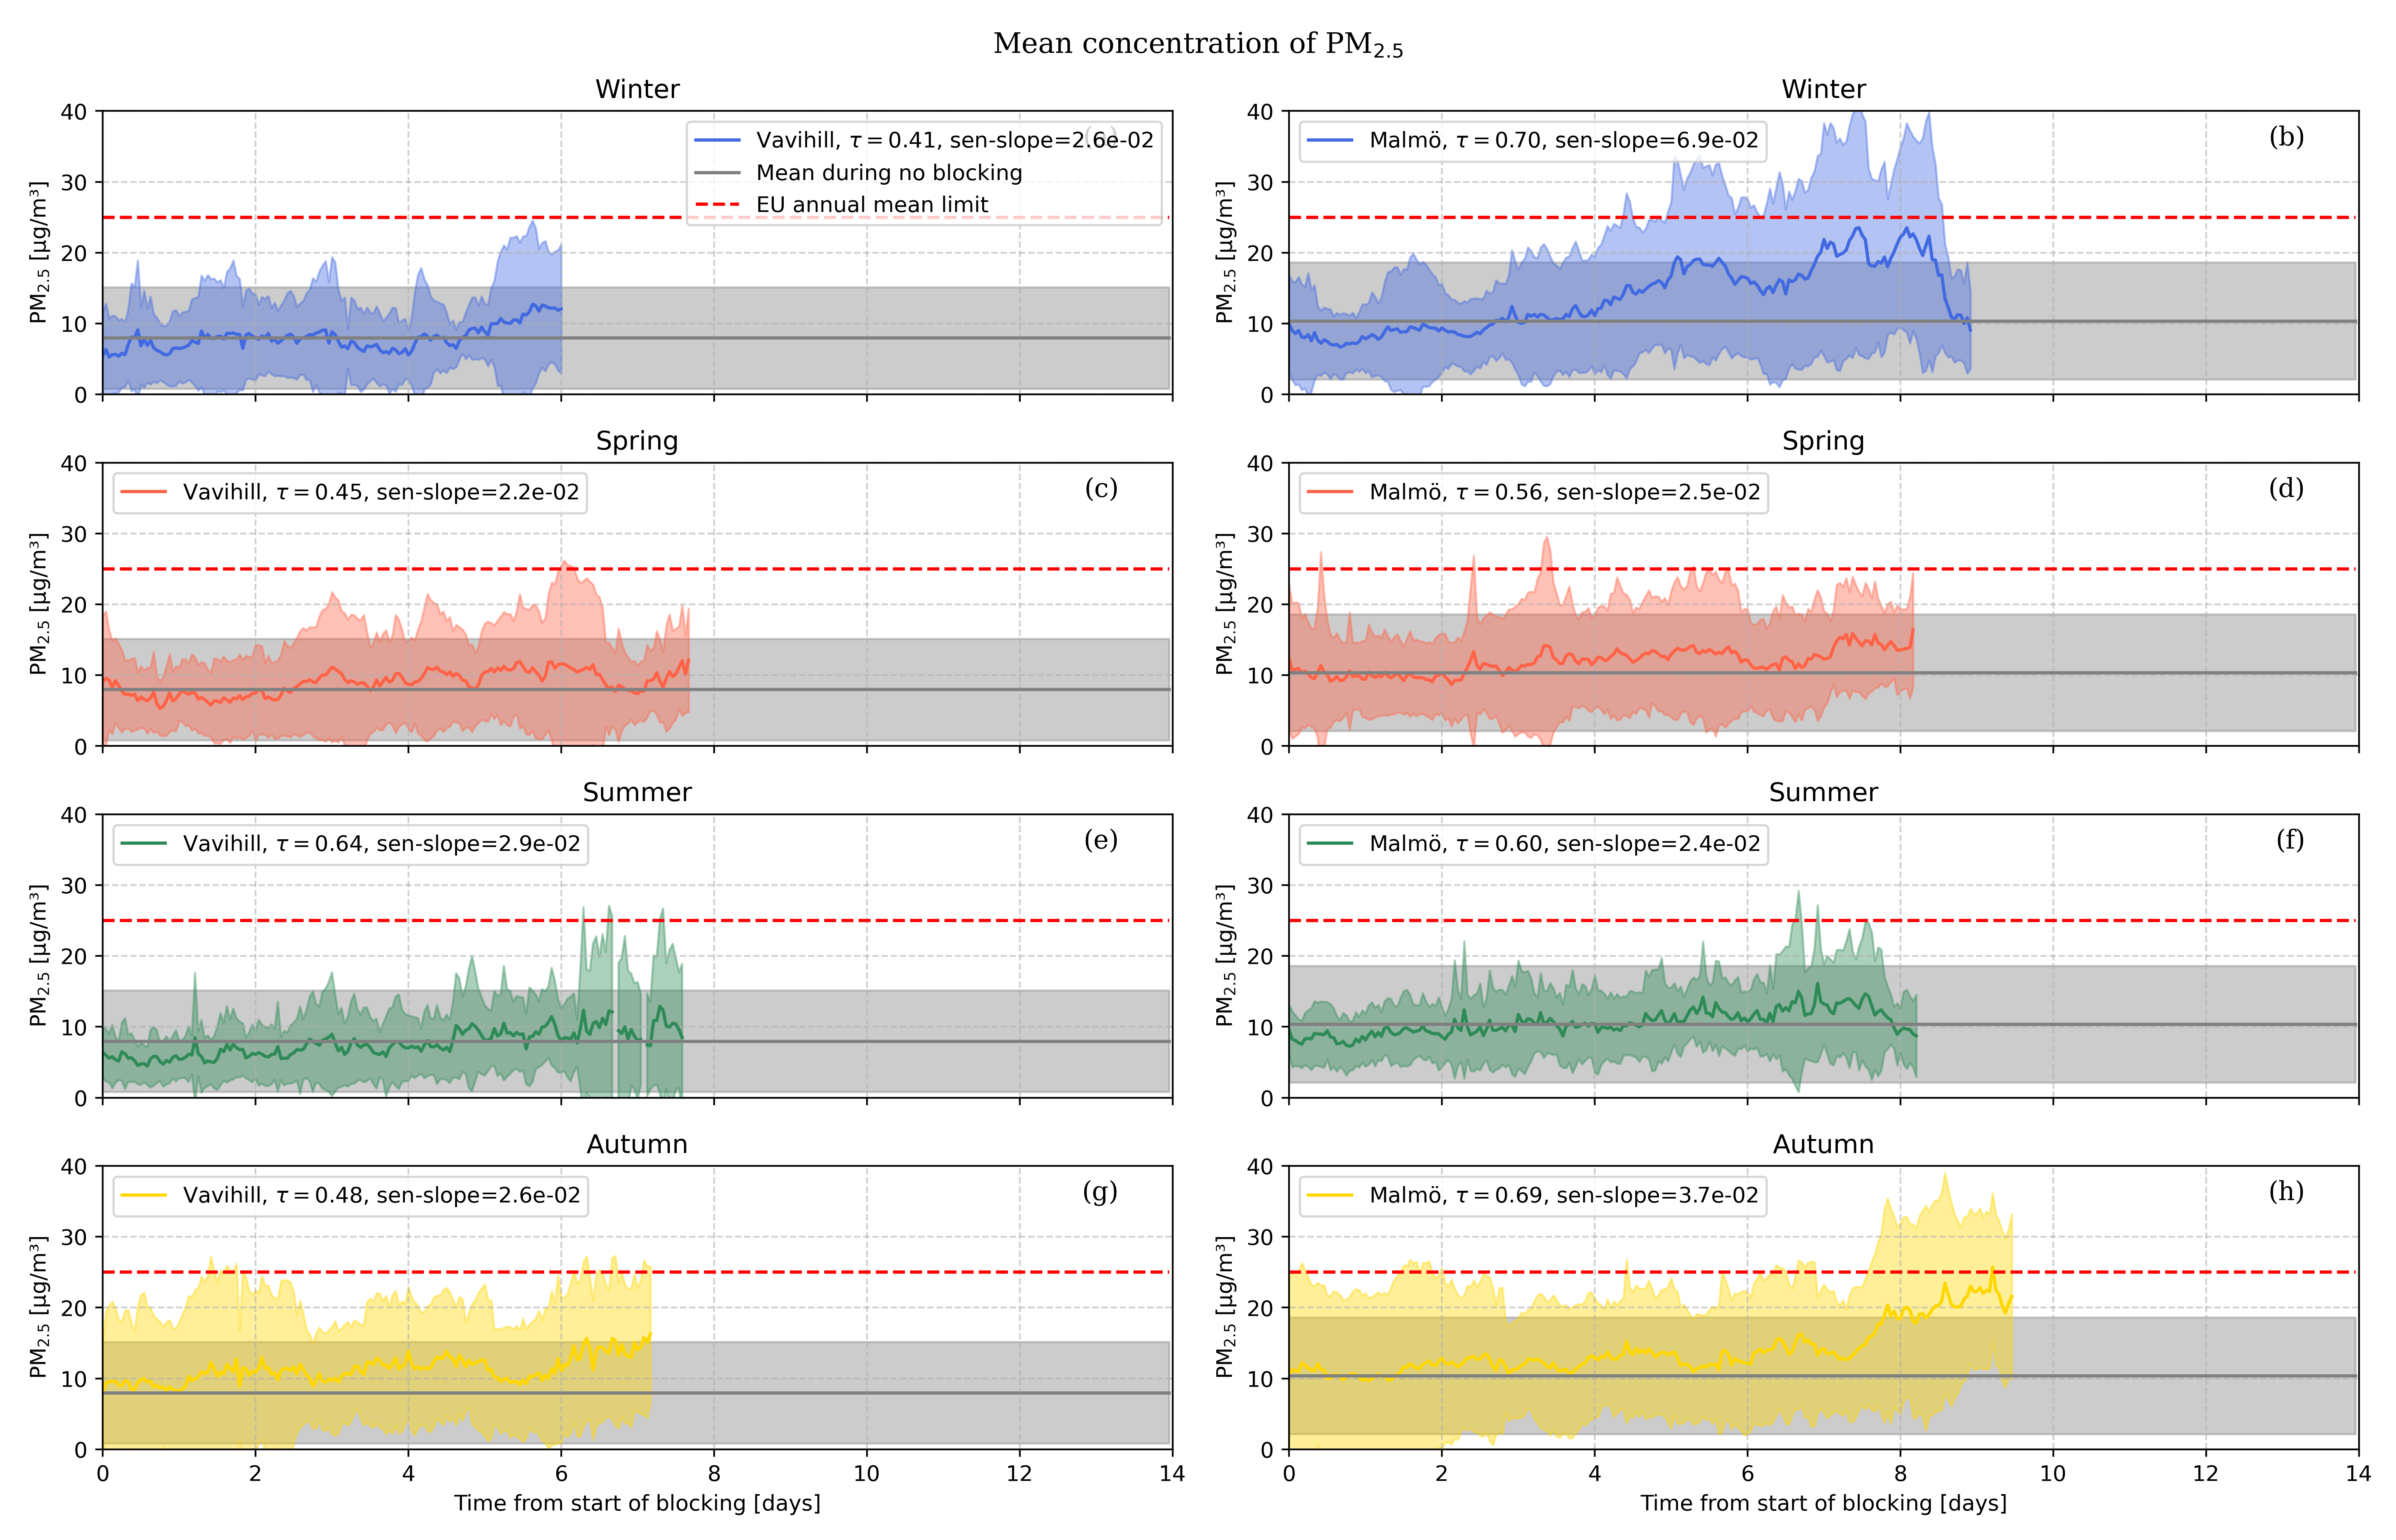 Mean concentration of PM₂.₅
Winter
40
30
20
10
0
PM₂.₅ [µg/m³]
Vavihill, τ = 0.41, sen-slope=2.6e-02
Mean during no blocking
EU annual mean limit
Winter
40
30
20
10
0
PM₂.₅ [µg/m³]
Malmö, τ = 0.70, sen-slope=6.9e-02
(b)
Spring
40
30
20
10
0
PM₂.₅ [µg/m³]
Vavihill, τ = 0.45, sen-slope=2.2e-02
(c)
Spring
40
30
20
10
0
PM₂.₅ [µg/m³]
Malmö, τ = 0.56, sen-slope=2.5e-02
(d)
Summer
40
30
20
10
0
PM₂.₅ [µg/m³]
Vavihill, τ = 0.64, sen-slope=2.9e-02
(e)
Summer
40
30
20
10
0
PM₂.₅ [µg/m³]
Malmö, τ = 0.60, sen-slope=2.4e-02
(f)
Autumn
40
30
20
10
0
PM₂.₅ [µg/m³]
Vavihill, τ = 0.48, sen-slope=2.6e-02
(g)
0 2 4 6 8 10 12 14
Time from start of blocking [days]
Autumn
40
30
20
10
0
PM₂.₅ [µg/m³]
Malmö, τ = 0.69, sen-slope=3.7e-02
(h)
0 2 4 6 8 10 12 14
Time from start of blocking [days]